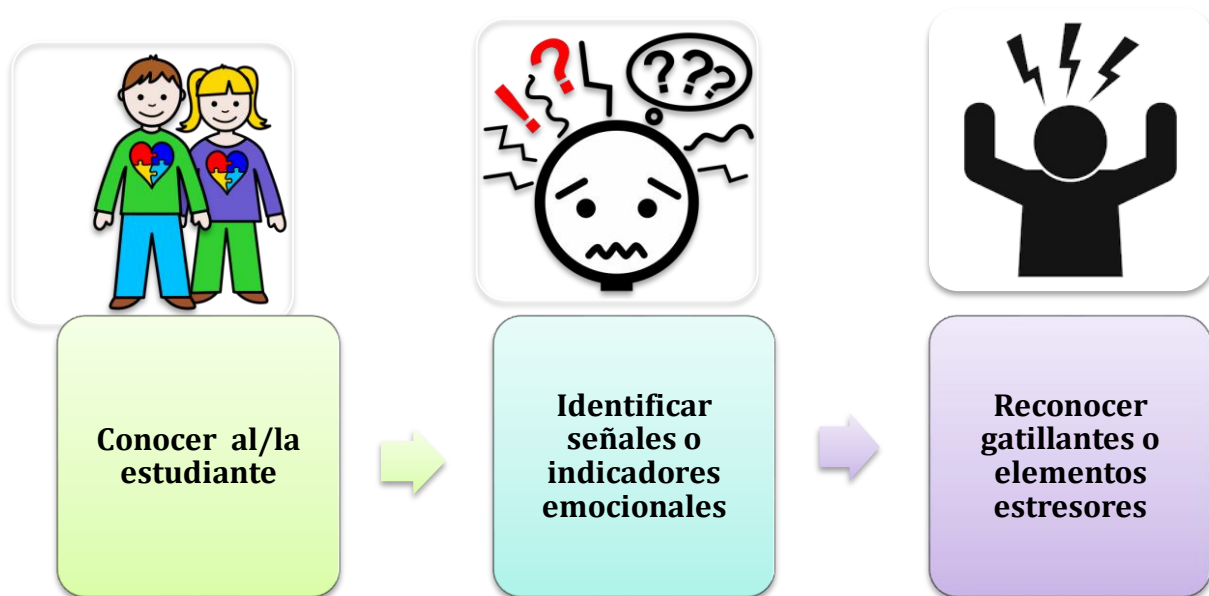 ! ? ???
Conocer al/la
estudiante
Identificar
señales o
indicadores
emocionales
Reconocer
gatillantes o
elementos
estresores